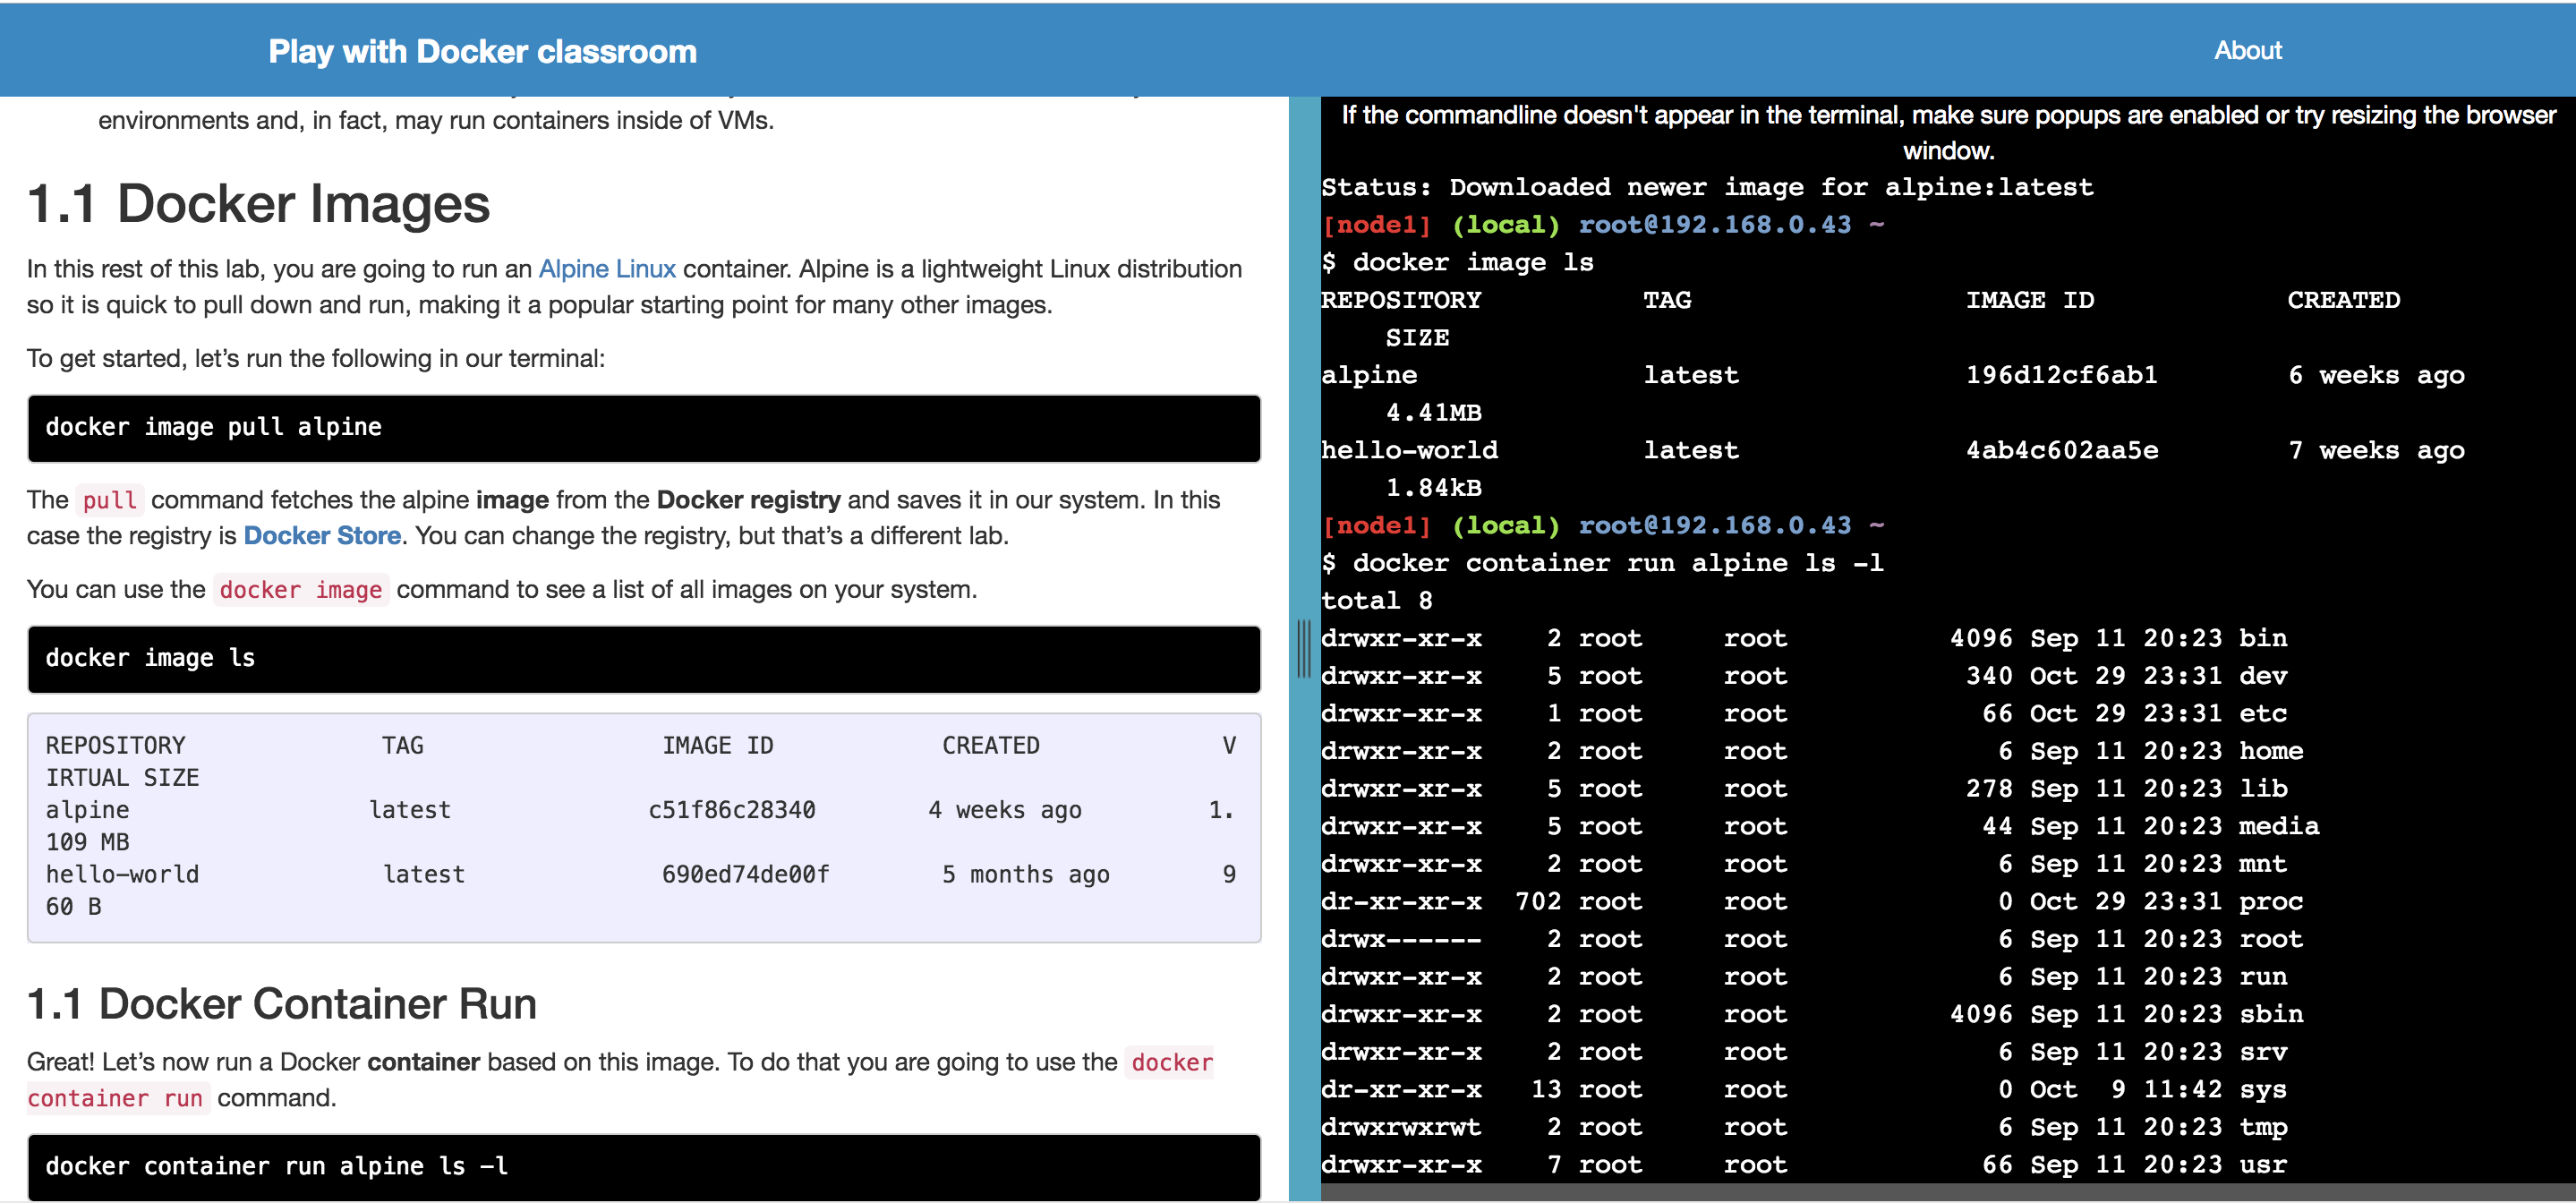 Play with Docker classroom
About
environments and, in fact, may run containers inside of VMs.
1.1 Docker Images
In this rest of this lab, you are going to run an Alpine Linux container. Alpine is a lightweight Linux distribution
so it is quick to pull down and run, making it a popular starting point for many other images.
To get started, let’s run the following in our terminal:
docker image pull alpine
The pull command fetches the alpine image from the Docker registry and saves it in our system. In this
case the registry is Docker Store. You can change the registry, but that’s a different lab.
You can use the docker image command to see a list of all images on your system.
docker image ls
REPOSITORY TAG IMAGE ID CREATED V
IRTUAL SIZE
alpine latest c51f86c28340 4 weeks ago 1.
109 MB
hello-world latest 690ed74de00f 5 months ago 9
60 B
1.1 Docker Container Run
Great! Let’s now run a Docker container based on this image. To do that you are going to use the docker
container run command.
docker container run alpine ls -l
If the commandline doesn't appear in the terminal, make sure popups are enabled or try resizing the browser
window.
Status: Downloaded newer image for alpine:latest
[node1] (local) root@192.168.0.43 ~
$ docker image ls
REPOSITORY TAG IMAGE ID CREATED
SIZE
alpine latest 196d12cf6ab1 6 weeks ago
4.41MB
hello-world latest 4ab4c602aa5e 7 weeks ago
1.84kB
[node1] (local) root@192.168.0.43 ~
$ docker container run alpine ls -l
total 8
drwxr-xr-x 2 root root 4096 Sep 11 20:23 bin
drwxr-xr-x 5 root root 340 Oct 29 23:31 dev
drwxr-xr-x 1 root root 66 Oct 29 23:31 etc
drwxr-xr-x 2 root root 6 Sep 11 20:23 home
drwxr-xr-x 5 root root 278 Sep 11 20:23 lib
drwxr-xr-x 5 root root 44 Sep 11 20:23 media
drwxr-xr-x 2 root root 6 Sep 11 20:23 mnt
dr-xr-xr-x 702 root root 0 Oct 29 23:31 proc
drwx------ 2 root root 6 Sep 11 20:23 root
drwxr-xr-x 2 root root 6 Sep 11 20:23 run
drwxr-xr-x 2 root root 4096 Sep 11 20:23 sbin
drwxr-xr-x 2 root root 6 Sep 11 20:23 srv
dr-xr-xr-x 13 root root 0 Oct 9 11:42 sys
drwxrwxrwt 2 root root 6 Sep 11 20:23 tmp
drwxr-xr-x 7 root root 66 Sep 11 20:23 usr